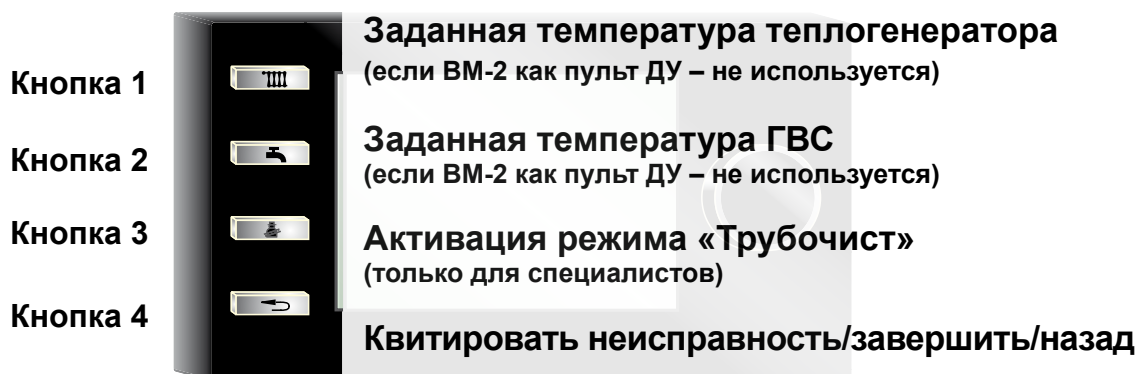 Заданная температура теплогенератора
Кнопка 1
(если BM-2 как пульт ДУ – не используется)
Заданная температура ГВС
Кнопка 2
(если BM-2 как пульт ДУ – не используется)
Кнопка 3
Активация режима «Трубочист»
(только для специалистов)
Кнопка 4
Квитировать неисправность/завершить/назад